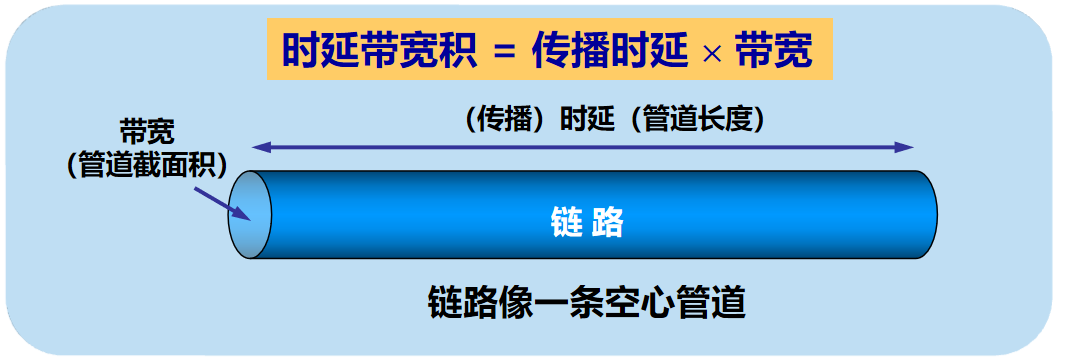 时延带宽积 = 传播时延 × 带宽
（传播）时延（管道长度）
带宽
（管道截面积）
链 路
链路像一条空心管道